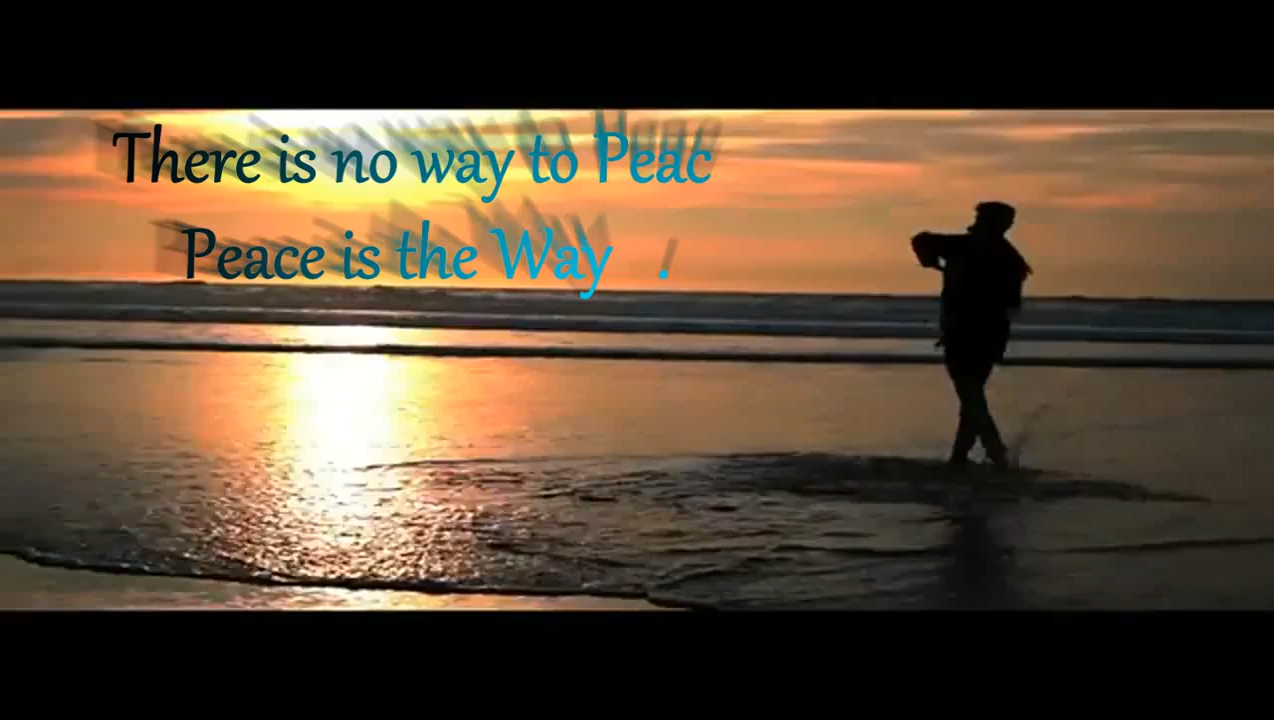 There is no way to Peac
Peace is the Way .